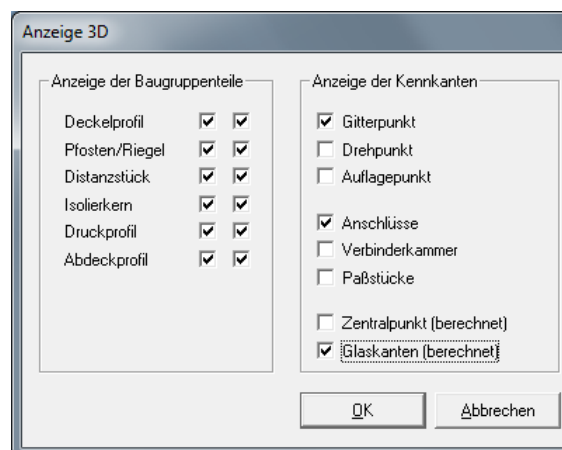 Anzeige 3D
Anzeige der Baugruppenteile
Deckelprofil
Pfosten/Riegel
Distanzstück
Isolierkern
Druckprofil
Abdeckprofil
Anzeige der Kennkanten
Gitterpunkt
Drehpunkt
Auflagepunkt
Anschlüsse
Verbinderkammer
Paßstücke
Zentralpunkt (berechnet)
Glaskanten (berechnet)
OK
Abbrechen